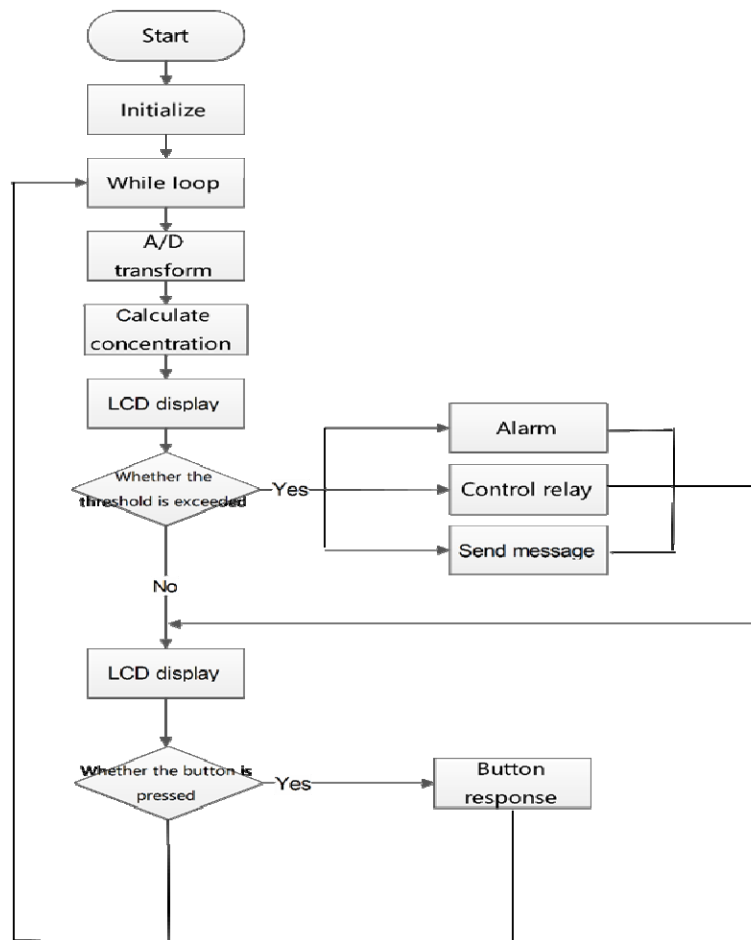 Start
Initialize
While loop
A/D
transform
Calculate
concentration
LCD display
Whether the
threshold is exceeded
Yes
Alarm
Control relay
Send message
No
LCD display
Whether the button is
pressed
Yes
Button
response